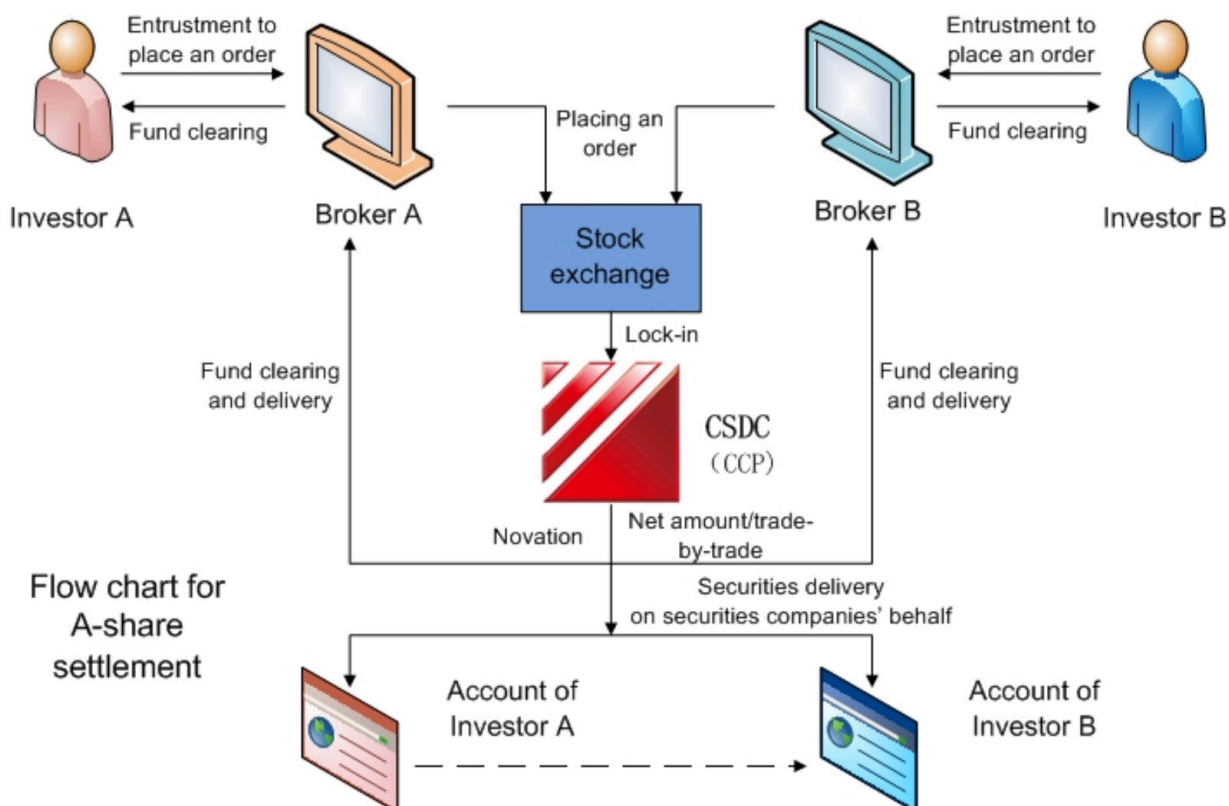 Entrustment to
place an order
Fund clearing
Investor A
Broker A
Placing an
order
Entrustment to
place an order
Fund clearing
Broker B
Investor B
Stock
exchange
Lock-in
Fund clearing
and delivery
CSDC
（CCP）
Fund clearing
and delivery
Novation
Net amount/trade-
by-trade
Securities delivery
on securities companies' behalf
Flow chart for
A-share
settlement
Account of
Investor A
Account of
Investor B